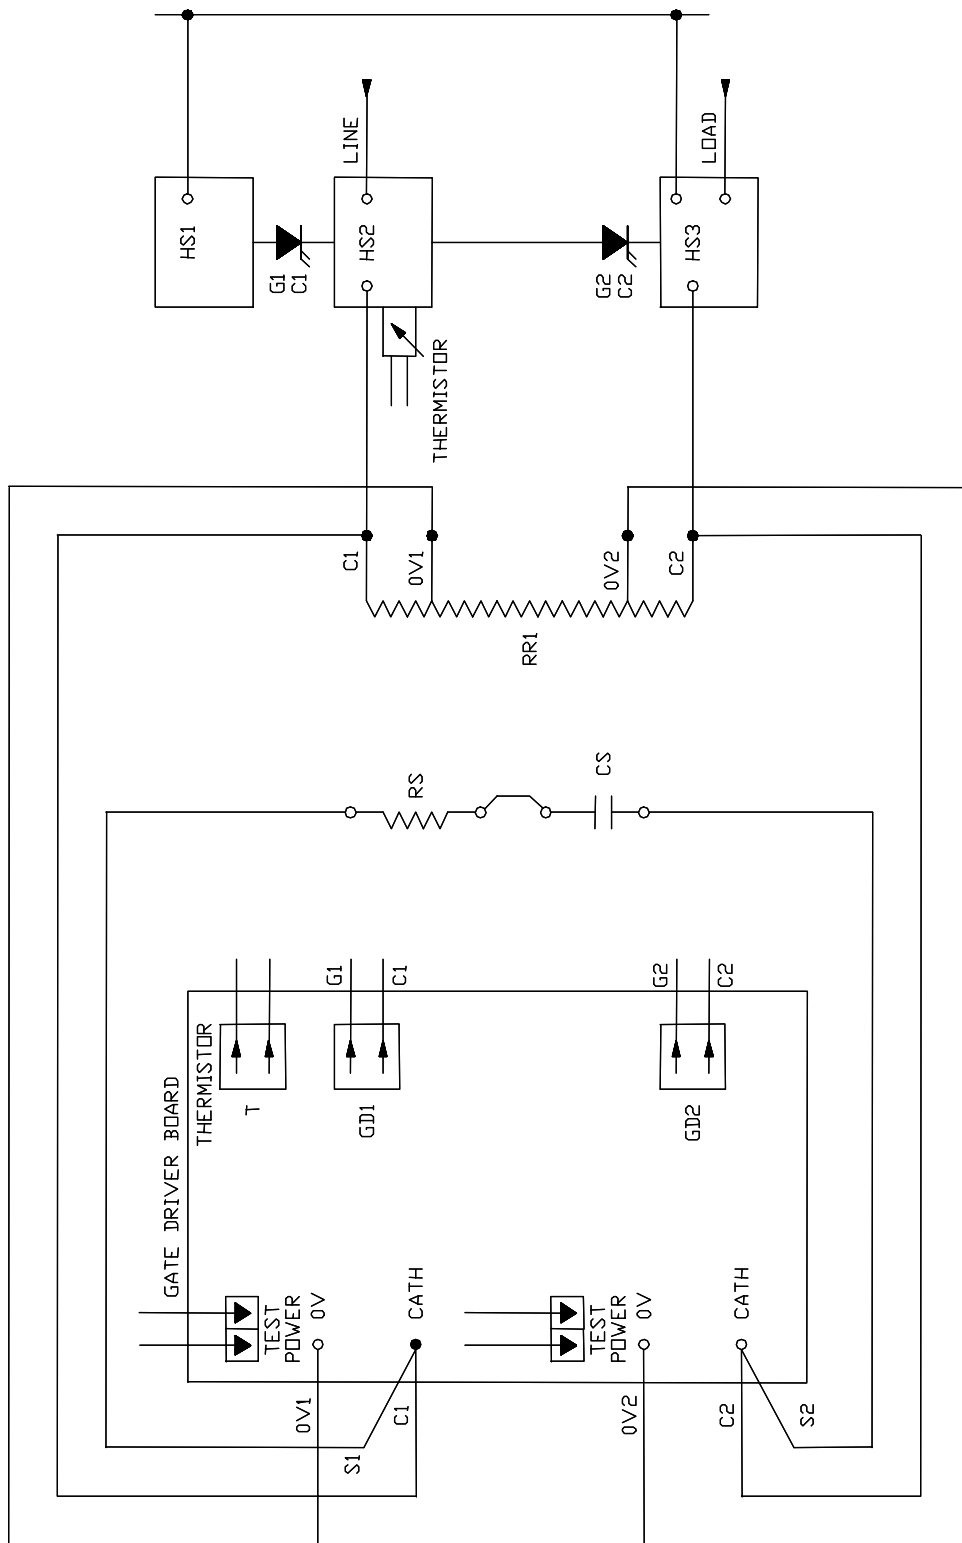 LINE
LOAD
HS1
HS2
HS3
G1
C1
G2
C2
THERMISTOR
C1
0V1
0V2
C2
RR1
RS
CS
G1
C1
G2
C2
GATE DRIVER BOARD
THERMISTOR
T
GD1
GD2
TEST
POWER
0V
CATH
TEST
POWER
0V
CATH
0V1
S1
C1
0V2
C2
S2